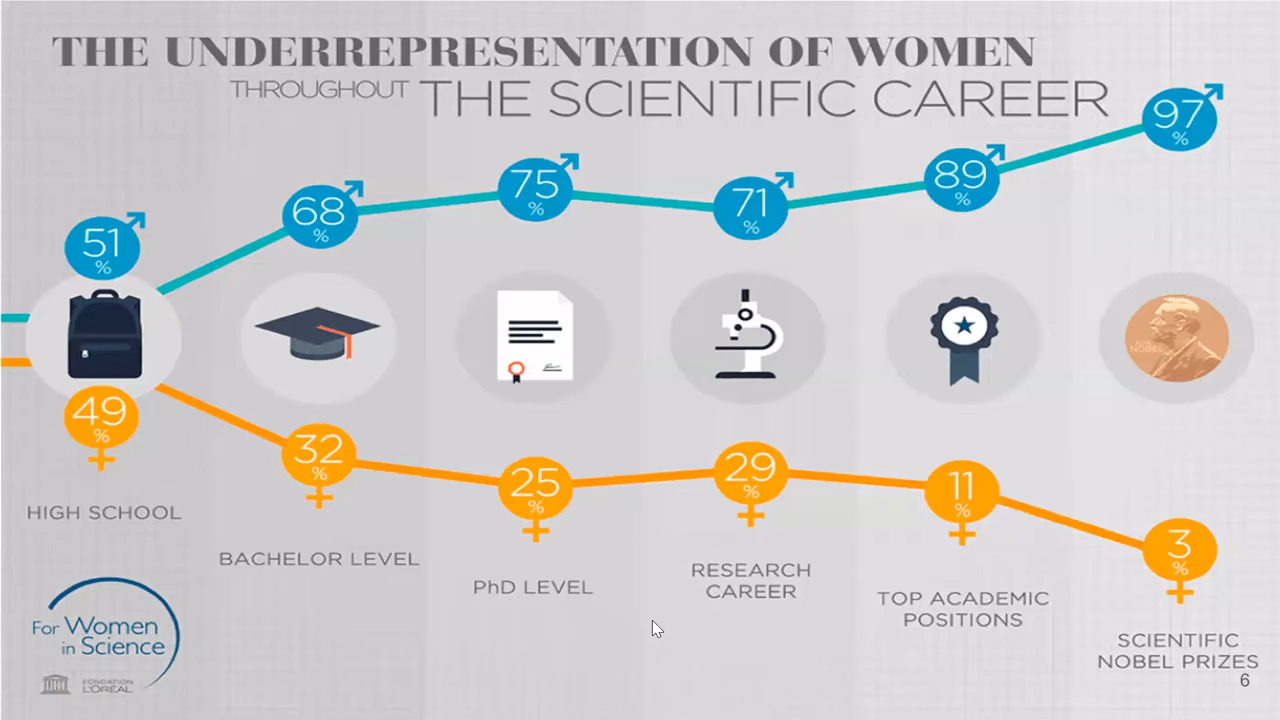 THE UNDERREPRESENTATION OF WOMEN
THROUGHOUT THE SCIENTIFIC CAREER
51
%
68
%
75
%
71
%
89
%
97
%
49
%
32
%
25
%
29
%
11
%
3
%
HIGH SCHOOL
BACHELOR LEVEL
PhD LEVEL
RESEARCH
CAREER
TOP ACADEMIC
POSITIONS
SCIENTIFIC
NOBEL PRIZES
For Women
in Science
FONDATION
L'ORÉAL
6